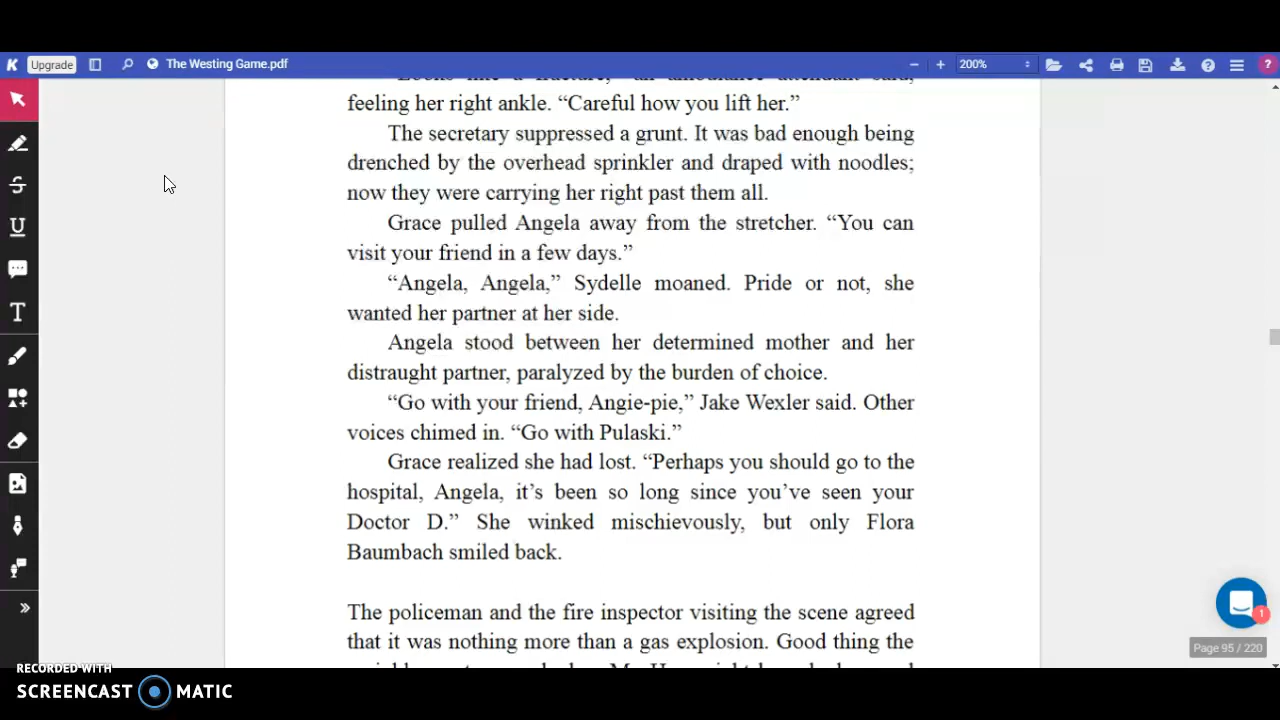 K Upgrade The Westing Game.pdf 200% ?
feeling her right ankle. “Careful how you lift her.”
The secretary suppressed a grunt. It was bad enough being
drenched by the overhead sprinkler and draped with noodles;
now they were carrying her right past them all.
Grace pulled Angela away from the stretcher. “You can
visit your friend in a few days.”
“Angela, Angela,” Sydelle moaned. Pride or not, she
wanted her partner at her side.
Angela stood between her determined mother and her
distraught partner, paralyzed by the burden of choice.
“Go with your friend, Angie-pie,” Jake Wexler said. Other
voices chimed in. “Go with Pulaski.”
Grace realized she had lost. “Perhaps you should go to the
hospital, Angela, it’s been so long since you’ve seen your
Doctor D.” She winked mischievously, but only Flora
Baumbach smiled back.
The policeman and the fire inspector visiting the scene agreed
that it was nothing more than a gas explosion. Good thing the
1
Page 95 / 220
RECORDED WITH
SCREENCAST MATIC